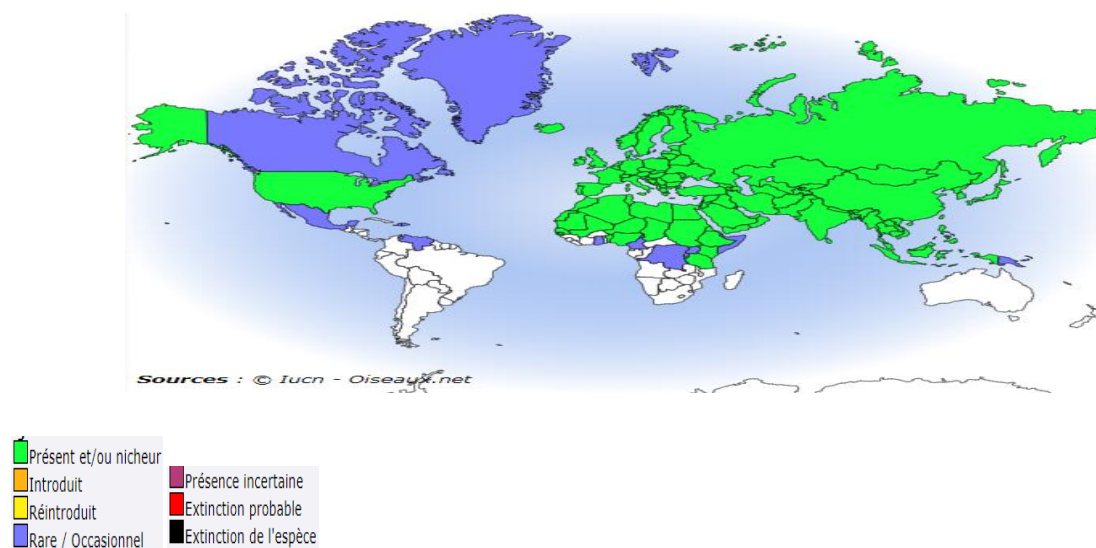 Sources : © Iucn - Oiseaux.net
Présent et/ou nicheur
Introduit
Réintroduit
Rare / Occasionnel
Présence incertaine
Extinction probable
Extinction de l'espèce